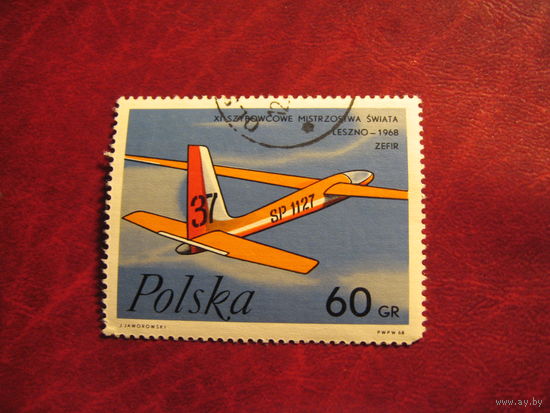 XI SZYBOWCOWE MISTRZOSTWA ŚWIATA
LESZNO – 1968
ZEFIR
37
SP 1127
Polska
60 GR
J. JAWOROWSKI
PWPW 68
www.ay.by